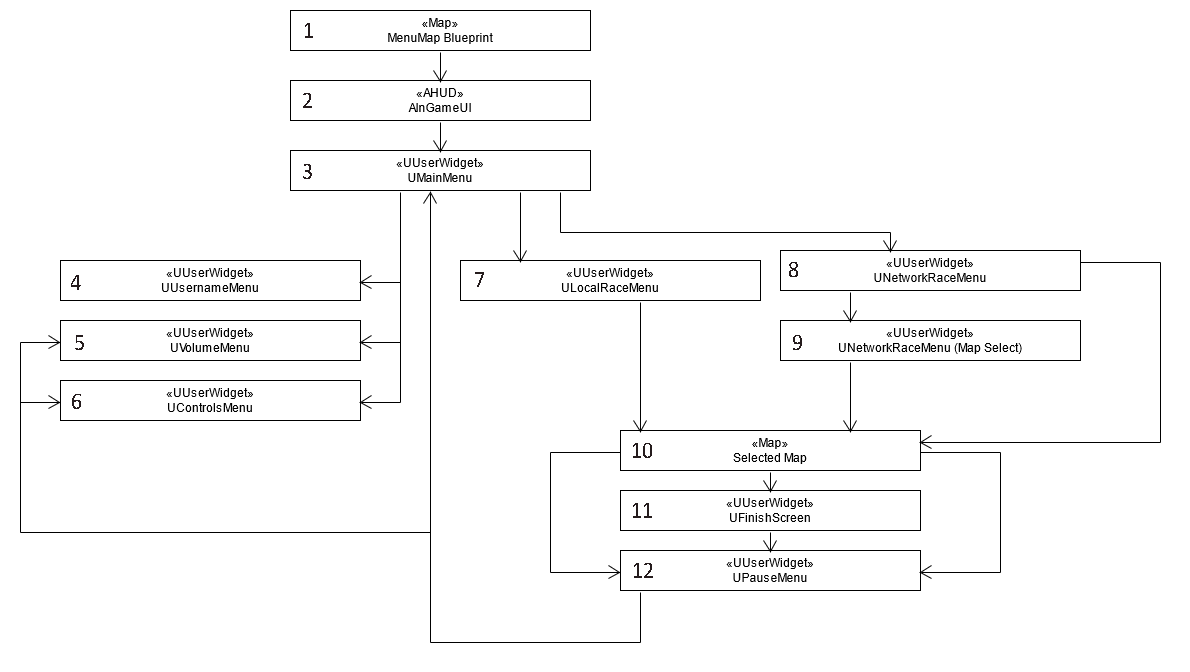 1
«Map»
MenuMap Blueprint
2
«AHUD»
AInGameUI
3
«UUserWidget»
UMainMenu
4
«UUserWidget»
UUsernameMenu
5
«UUserWidget»
UVolumeMenu
6
«UUserWidget»
UControlsMenu
7
«UUserWidget»
ULocalRaceMenu
8
«UUserWidget»
UNetworkRaceMenu
9
«UUserWidget»
UNetworkRaceMenu (Map Select)
10
«Map»
Selected Map
11
«UUserWidget»
UFinishScreen
12
«UUserWidget»
UPauseMenu